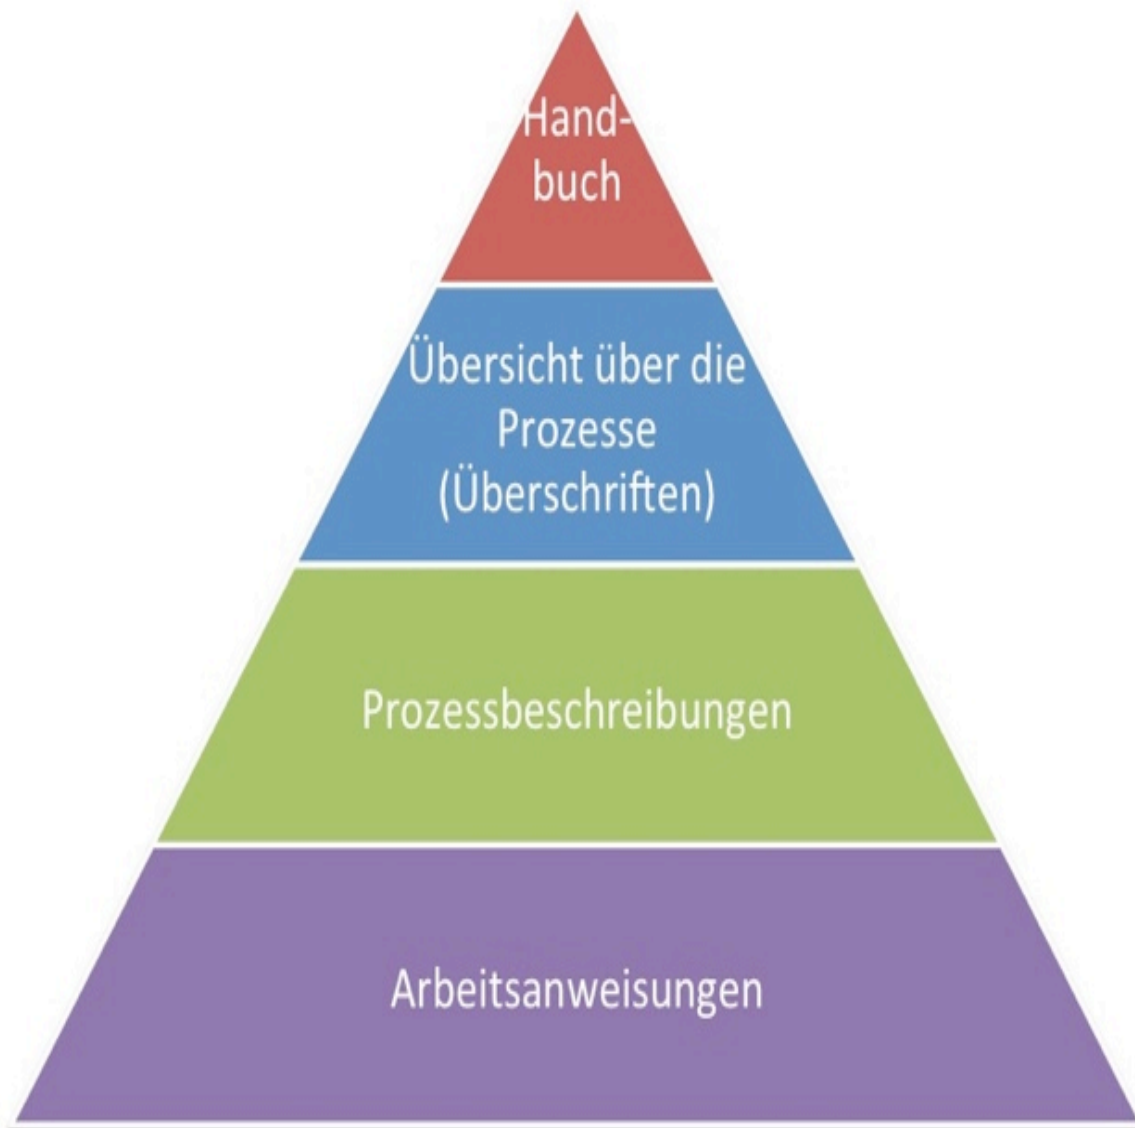 Hand-
buch
Übersicht über die
Prozesse
(Überschriften)
Prozessbeschreibungen
Arbeitsanweisungen